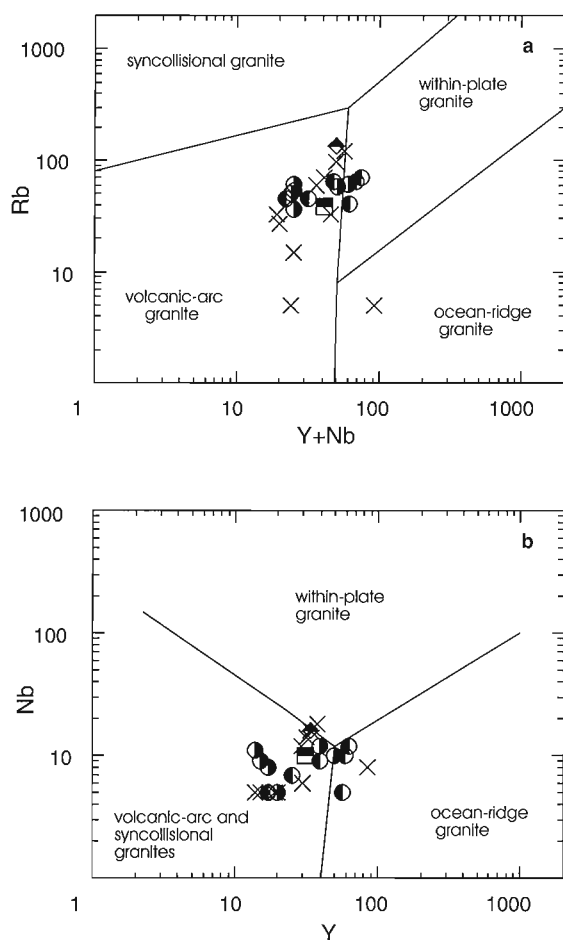 1000
a
syncollisional granite
within-plate
granite
100
Rb
10
volcanic-arc
granite
ocean-ridge
granite
1
10
100
1000
Y+Nb
1000
b
within-plate
granite
100
Nb
10
volcanic-arc and
syncollisional
granites
ocean-ridge
granite
1
10
100
1000
Y